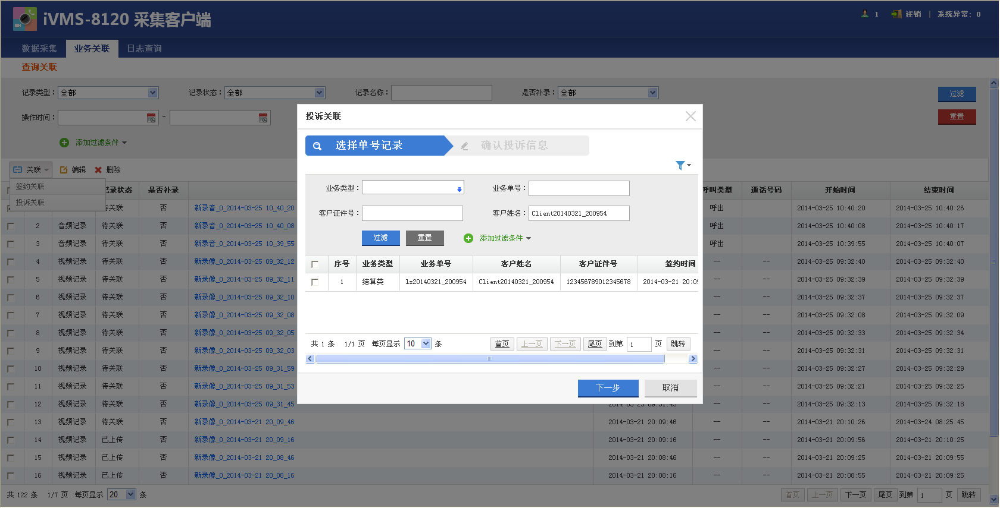 iVMS-8120 采集客户端
1 注销 | 系统异常: 0
数据采集 业务关联 日志查询
查询关联
记录类型: 全部 记录状态: 全部 记录名称: 是否补录: 全部 过滤
操作时间: - 重置
添加过滤条件
关联 编辑 删除
签约关联
投诉关联
记录状态 是否补录 呼叫类型 通话号码 开始时间 结束时间
待关联 否 新录音_0_2014-03-25 10_40_20 呼出 2014-03-25 10:40:20 2014-03-25 10:40:26
2 音频记录 待关联 否 新录音_0_2014-03-25 10_40_08 呼出 2014-03-25 10:40:08 2014-03-25 10:40:17
3 音频记录 待关联 否 新录音_0_2014-03-25 10_39_55 呼出 2014-03-25 10:39:55 2014-03-25 10:40:07
4 视频记录 待关联 否 新录像_0_2014-03-25 09_32_12 -- -- 2014-03-25 09:32:40 2014-03-25 09:32:40
5 视频记录 待关联 否 新录像_0_2014-03-25 09_32_11 -- -- 2014-03-25 09:32:39 2014-03-25 09:32:39
6 视频记录 待关联 否 新录像_0_2014-03-25 09_32_10 -- -- 2014-03-25 09:32:37 2014-03-25 09:32:37
7 视频记录 待关联 否 新录像_0_2014-03-25 09_32_08 -- -- 2014-03-25 09:32:08 2014-03-25 09:32:09
8 视频记录 待关联 否 新录像_0_2014-03-25 09_32_05 -- -- 2014-03-25 09:32:33 2014-03-25 09:32:34
9 视频记录 待关联 否 新录像_0_2014-03-25 09_32_03 -- -- 2014-03-25 09:32:31 2014-03-25 09:32:31
10 视频记录 待关联 否 新录像_0_2014-03-25 09_31_59 -- -- 2014-03-25 09:32:27 2014-03-25 09:32:29
11 视频记录 待关联 否 新录像_0_2014-03-25 09_31_53 -- -- 2014-03-25 09:32:21 2014-03-25 09:32:25
12 视频记录 待关联 否 新录像_0_2014-03-25 09_31_45 2014-03-25 09:31:45 -- -- 2014-03-25 09:32:13 2014-03-25 09:32:18
13 视频记录 待关联 否 新录像_0_2014-03-21 20_09_46 2014-03-21 20:09:46 -- -- 2014-03-21 20:10:26 2014-03-24 08:25:45
14 视频记录 已上传 否 新录像_0_2014-03-21 20_09_16 2014-03-21 20:09:16 -- -- 2014-03-21 20:09:56 2014-03-21 20:10:25
15 视频记录 已上传 否 新录像_0_2014-03-21 20_08_46 2014-03-21 20:08:46 -- -- 2014-03-21 20:09:25 2014-03-21 20:09:55
16 视频记录 已上传 否 新录像_0_2014-03-21 20_08_16 2014-03-21 20:08:16 -- -- 2014-03-21 20:08:55 2014-03-21 20:09:25
共 122 条 1/7 页 每页显示 20 条 首页 上一页 下一页 尾页 到第 1 页 跳转
投诉关联
选择单号记录 确认投诉信息
业务类型: 业务单号:
客户证件号: 客户姓名: Client20140321_200954
过滤 重置 添加过滤条件
序号 业务类型 业务单号 客户姓名 客户证件号 签约时间
1 结算类 lx20140321_200954 Client20140321_200954 123456789012345678 2014-03-21 20:09
共 1 条 1/1 页 每页显示 10 条 首页 上一页 下一页 尾页 到第 1 页 跳转
下一步 取消